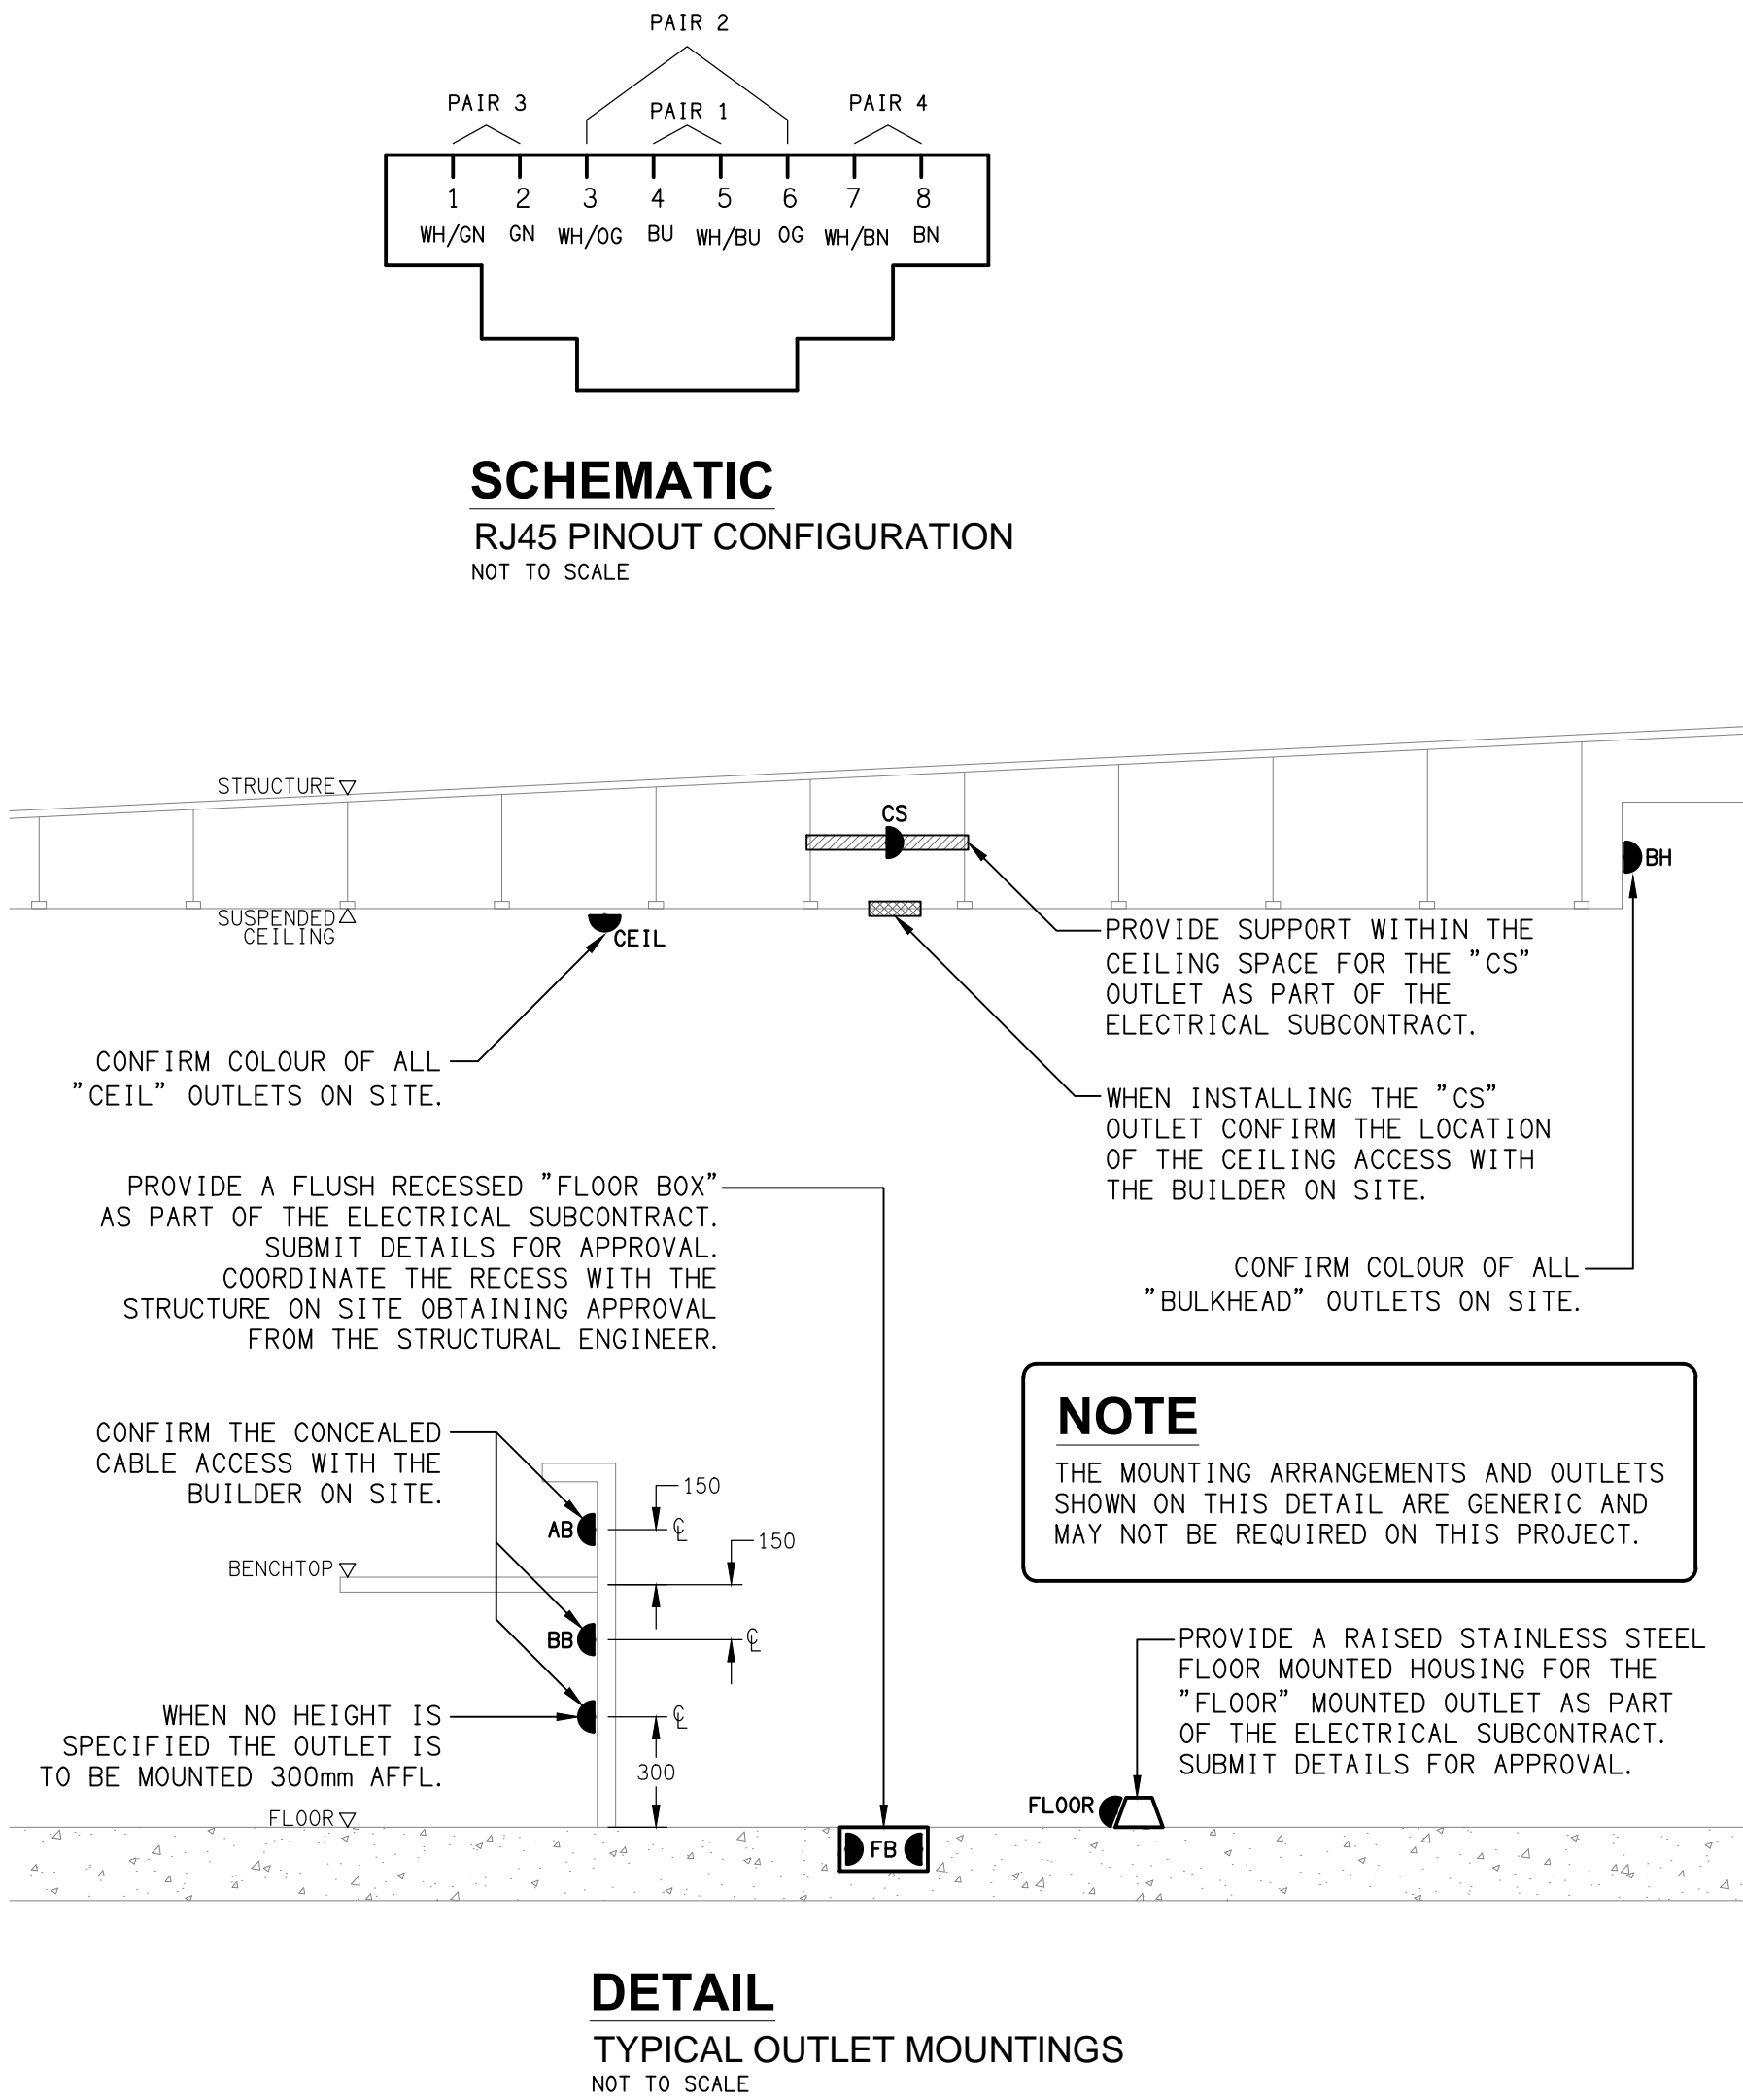 PAIR 2
PAIR 3
PAIR 1
PAIR 4
1 2 3 4 5 6 7 8
WH/GN GN WH/OG BU WH/BU OG WH/BN BN
SCHEMATIC
RJ45 PINOUT CONFIGURATION
NOT TO SCALE
STRUCTURE
CS
BH
SUSPENDED
CEILING
CEIL
PROVIDE SUPPORT WITHIN THE
CEILING SPACE FOR THE "CS"
OUTLET AS PART OF THE
ELECTRICAL SUBCONTRACT.
CONFIRM COLOUR OF ALL
"CEIL" OUTLETS ON SITE.
WHEN INSTALLING THE "CS"
OUTLET CONFIRM THE LOCATION
OF THE CEILING ACCESS WITH
THE BUILDER ON SITE.
PROVIDE A FLUSH RECESSED "FLOOR BOX"
AS PART OF THE ELECTRICAL SUBCONTRACT.
SUBMIT DETAILS FOR APPROVAL.
COORDINATE THE RECESS WITH THE
STRUCTURE ON SITE OBTAINING APPROVAL
FROM THE STRUCTURAL ENGINEER.
CONFIRM COLOUR OF ALL
"BULKHEAD" OUTLETS ON SITE.
NOTE
THE MOUNTING ARRANGEMENTS AND OUTLETS
SHOWN ON THIS DETAIL ARE GENERIC AND
MAY NOT BE REQUIRED ON THIS PROJECT.
CONFIRM THE CONCEALED
CABLE ACCESS WITH THE
BUILDER ON SITE.
150
AB
℄
150
BENCHTOP
BB
℄
WHEN NO HEIGHT IS
SPECIFIED THE OUTLET IS
TO BE MOUNTED 300mm AFFL.
℄
300
FLOOR
PROVIDE A RAISED STAINLESS STEEL
FLOOR MOUNTED HOUSING FOR THE
"FLOOR" MOUNTED OUTLET AS PART
OF THE ELECTRICAL SUBCONTRACT.
SUBMIT DETAILS FOR APPROVAL.
FLOOR
FB
DETAIL
TYPICAL OUTLET MOUNTINGS
NOT TO SCALE